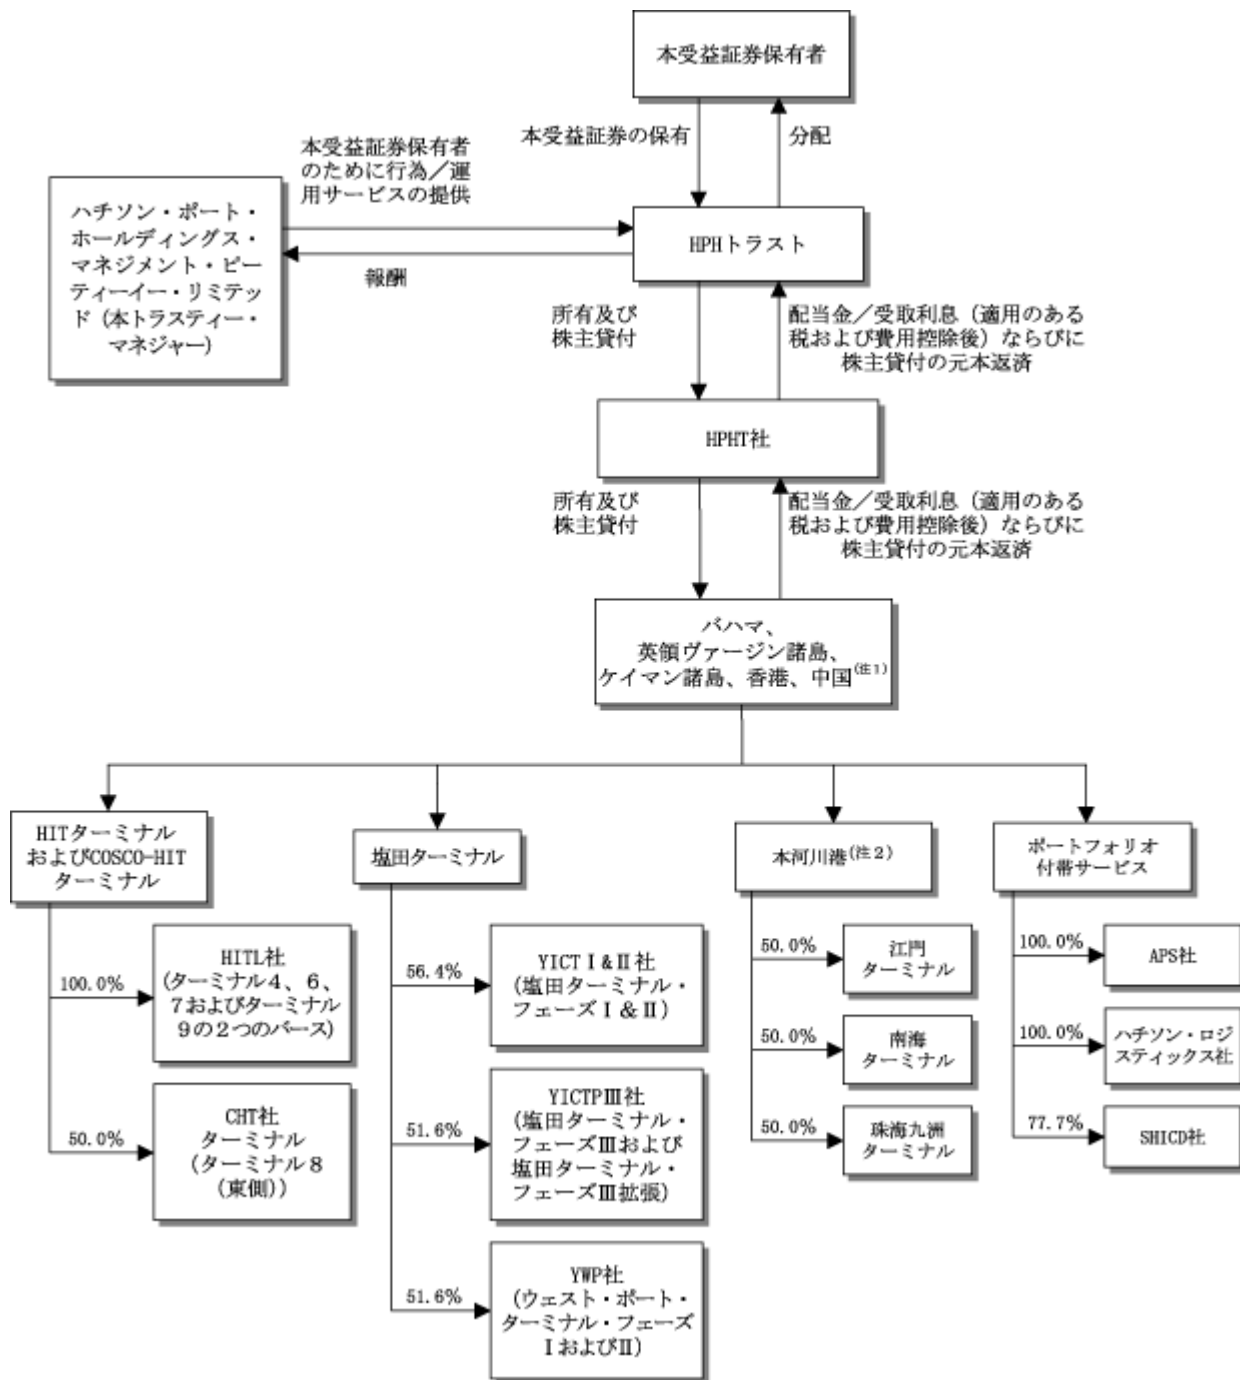 本受益証券保有者
本受益証券の保有
分配
本受益証券保有者
のために行為／運
用サービスの提供
ハチソン・ポート・
ホールディングス・
マネジメント・ピー
ティーイー・リミテッ
ド（本トラスティー・
マネジャー）
HPHトラスト
報酬
所有及び
株主貸付
配当金／受取利息（適用のある
税および費用控除後）ならびに
株主貸付の元本返済
HPHT社
所有及び
株主貸付
配当金／受取利息（適用のある
税および費用控除後）ならびに
株主貸付の元本返済
バハマ、
英領ヴァージン諸島、
ケイマン諸島、香港、中国(注1)
HITターミナル
およびCOSCO-HIT
ターミナル
100.0%
HITL社
(ターミナル４、６、
７およびターミナル
９の２つのバース)
50.0%
CHT社
ターミナル
（ターミナル８
（東側））
塩田ターミナル
56.4%
YICTⅠ&Ⅱ社
（塩田ターミナル・
フェーズⅠ＆Ⅱ）
51.6%
YICTPⅢ社
（塩田ターミナル・
フェーズⅢおよび
塩田ターミナル・
フェーズⅢ拡張）
51.6%
YWP社
（ウェスト・ポート・
ターミナル・フェーズ
ⅠおよびⅡ）
本河川港(注２)
50.0%
江門
ターミナル
50.0%
南海
ターミナル
50.0%
珠海九洲
ターミナル
ポートフォリオ
付帯サービス
100.0%
APS社
100.0%
ハチソン・ロジ
スティックス社
77.7%
SHICD社